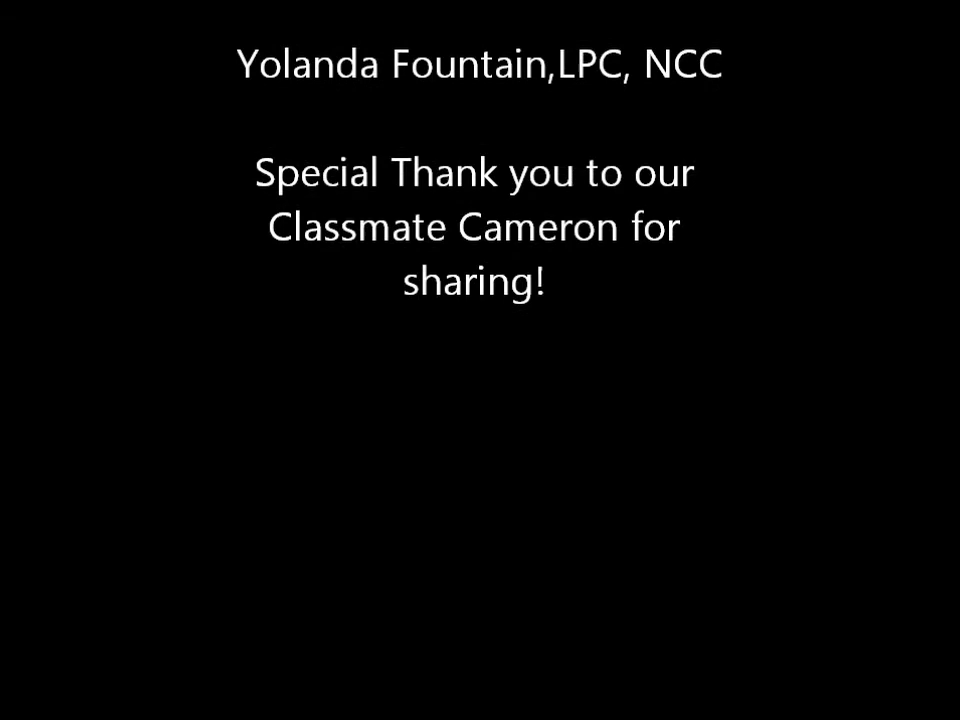 Yolanda Fountain,LPC, NCC
Special Thank you to our
Classmate Cameron for
sharing!